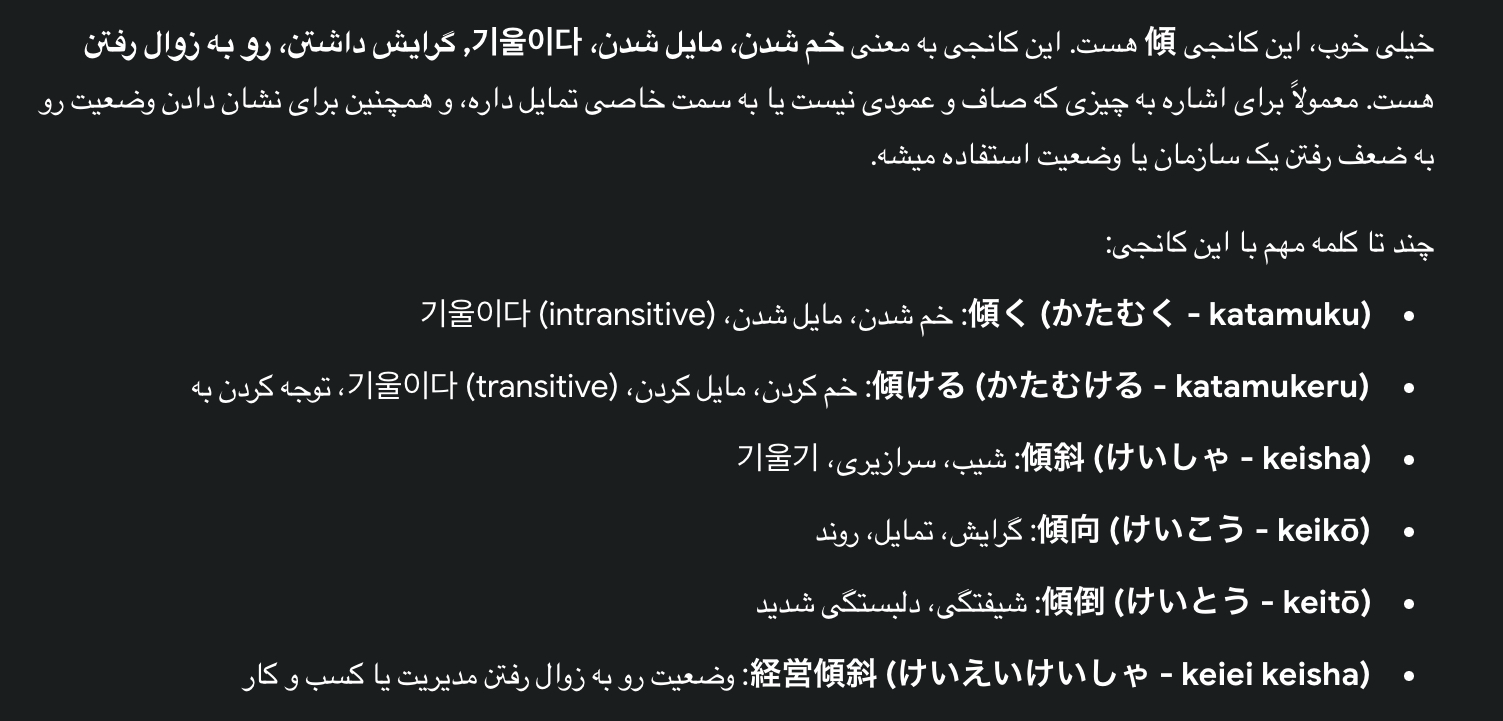 خیلی خوب، این کانجی 傾 هست. این کانجی به معنی خم شدن، مایل شدن، 기울이다, گرایش داشتن، رو به زوال رفتن
هست. معمولاً برای اشاره به چیزی که صاف و عمودی نیست یا به سمت خاصی تمایل داره، و همچنین برای نشان دادن وضعیت رو
به ضعف رفتن یک سازمان یا وضعیت استفاده میشه.
چند تا کلمه مهم با این کانجی:
• 傾く (かたむく - katamuku): خم شدن، مایل شدن، 기울이다 (intransitive)
• 傾ける (かたむける - katamukeru): خم کردن، مایل کردن، 기울이다 (transitive)، توجه کردن به
• 傾斜 (けいしゃ - keisha): شیب، سرازیری، 기울기
• 傾向 (けいこう - keikō): گرایش، تمایل، روند
• 傾倒 (けいとう - keitō): شیفتگی، دلبستگی شدید
• 経営傾斜 (けいえいけいしゃ - keiei keisha): وضعیت رو به زوال رفتن مدیریت یا کسب و کار